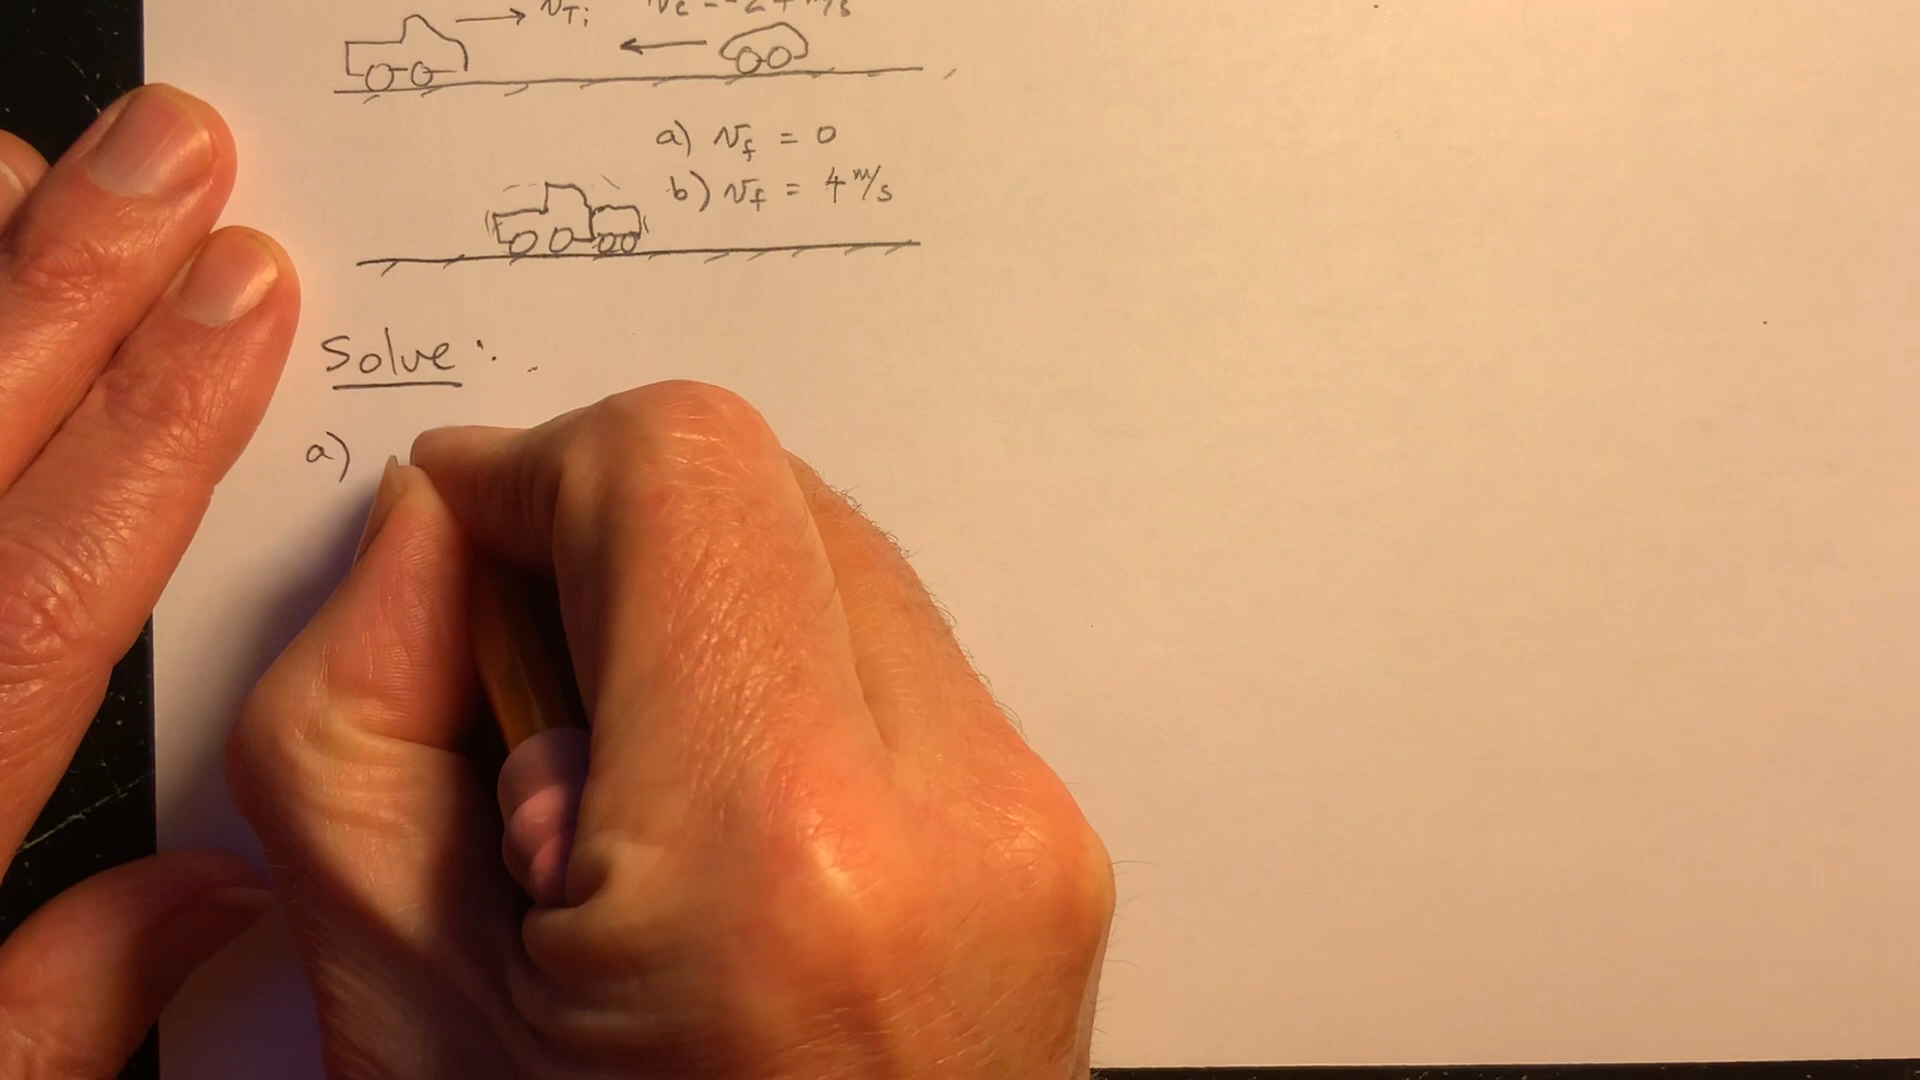 v_Ti
a) v_f = 0
b) v_f = 4 m/s
Solve:
a)